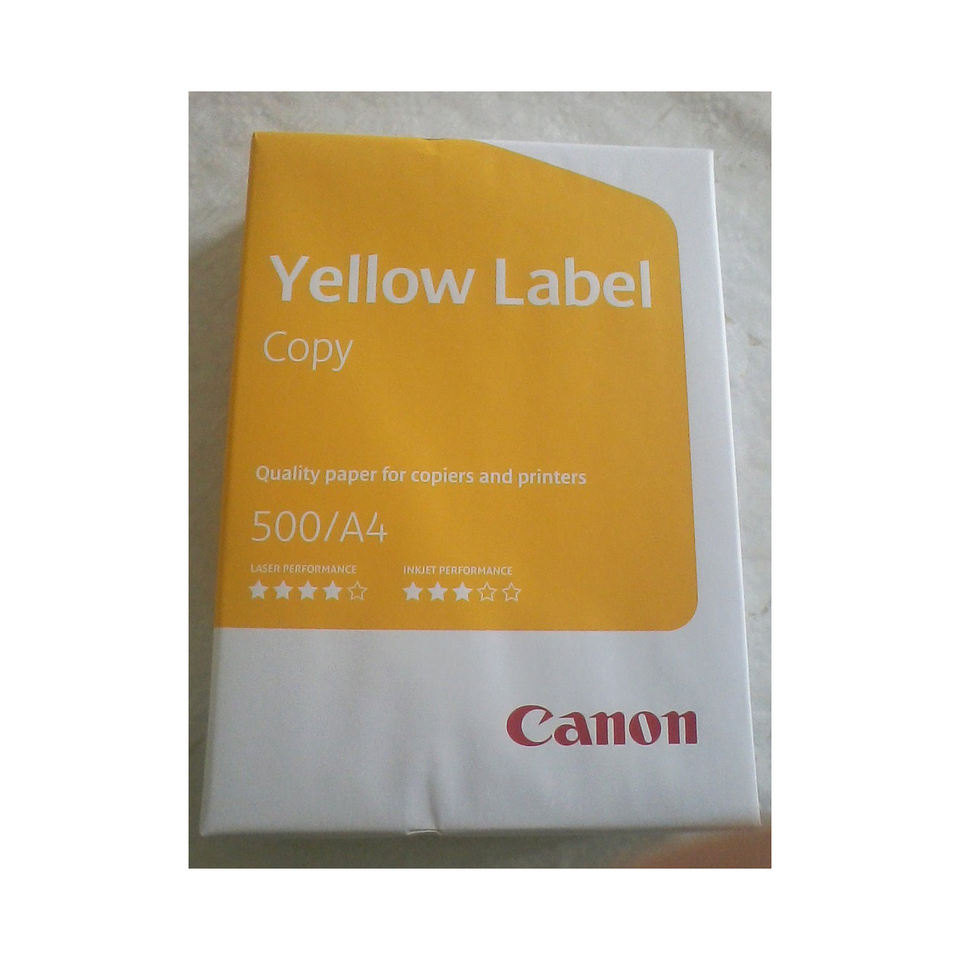 Yellow Label
Copy
Quality paper for copiers and printers
500/A4
LASER PERFORMANCE
INKJET PERFORMANCE
Canon